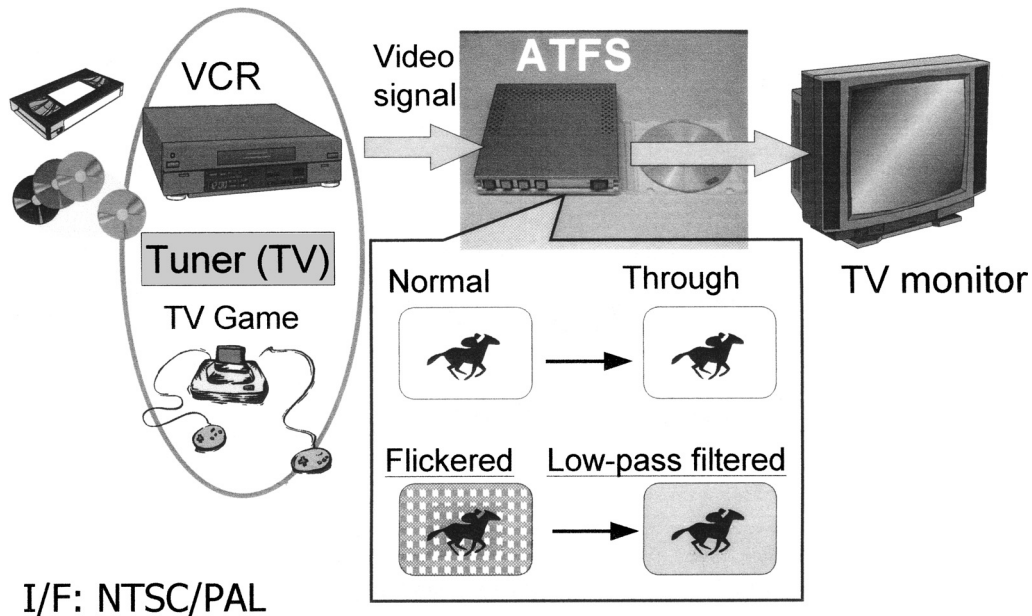 VCR
Video
signal
ATFS
Tuner (TV)
TV Game
TV monitor
Normal
Through
Flickered
Low-pass filtered
I/F: NTSC/PAL